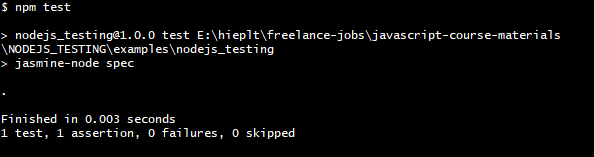 $ npm test
> nodejs_testing@1.0.0 test E:\hieplt\freelance-jobs\javascript-course-materials
\NODEJS_TESTING\examples\nodejs_testing
> jasmine-node spec
.
Finished in 0.003 seconds
1 test, 1 assertion, 0 failures, 0 skipped